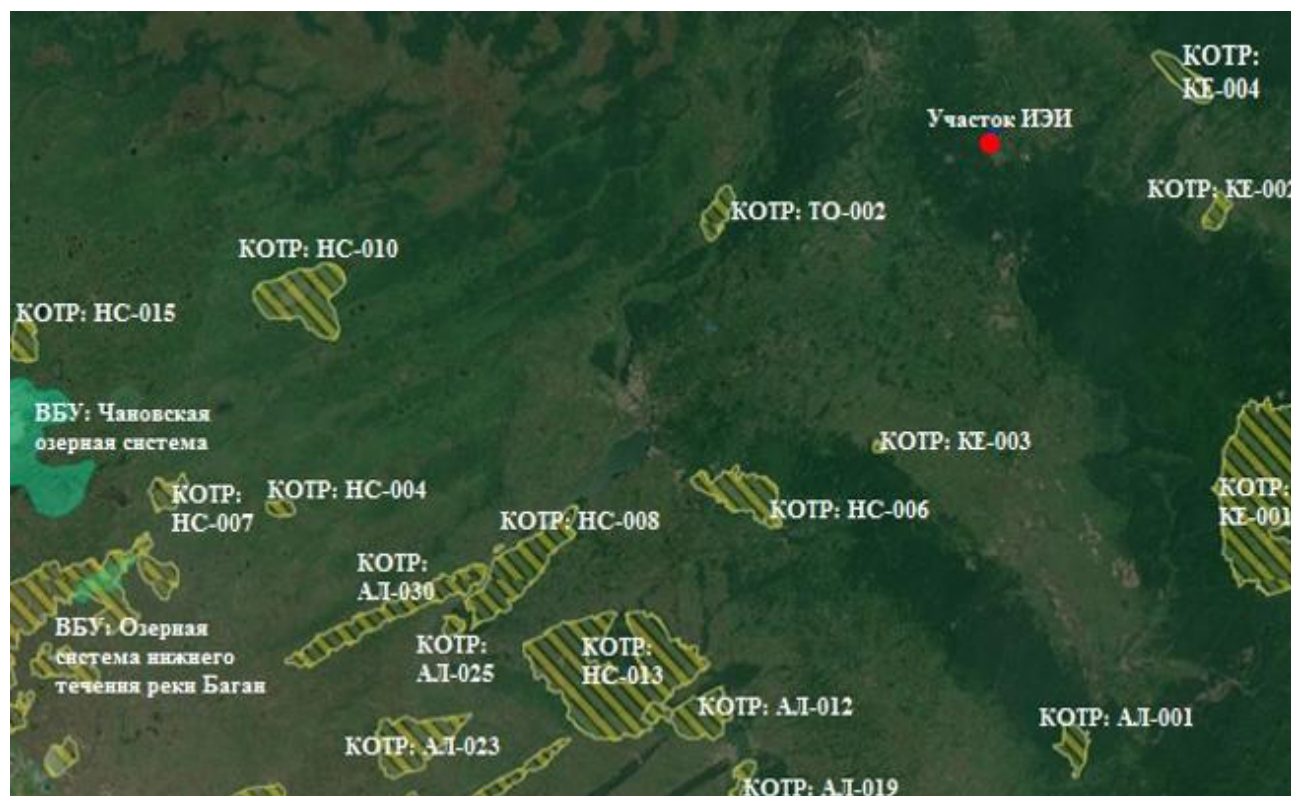 КОТР:
КЕ-004
Участок ИЭИ
КОТР: КЕ-002
КОТР: ТО-002
КОТР: НС-010
КОТР: НС-015
ВБУ: Чановская
озерная система
КОТР: КЕ-003
КОТР:
НС-007
КОТР: НС-004
КОТР:
КЕ-001
КОТР: НС-006
КОТР: НС-008
КОТР:
АЛ-030
ВБУ: Озерная
система нижнего
течения реки Баган
КОТР:
АЛ-025
КОТР:
НС-013
КОТР: АЛ-012
КОТР: АЛ-001
КОТР: АЛ-023
КОТР: АЛ-019